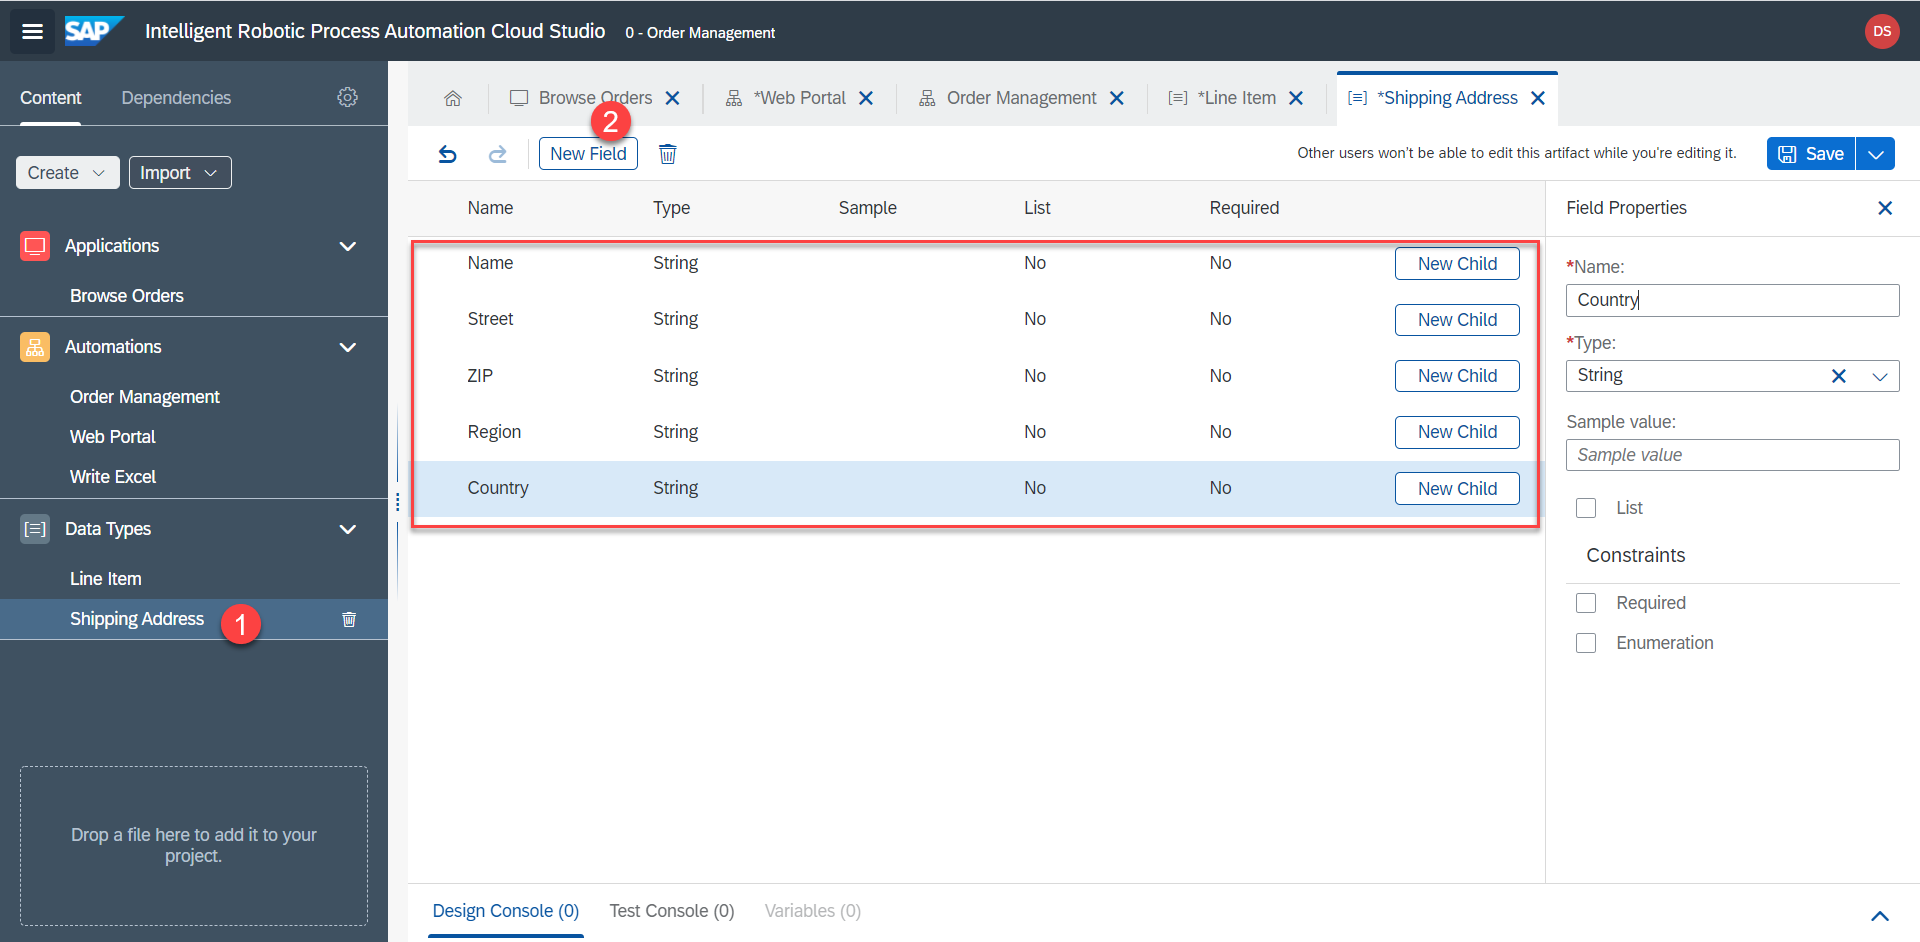 SAP Intelligent Robotic Process Automation Cloud Studio 0 - Order Management DS
Content Dependencies
Browse Orders *Web Portal Order Management *Line Item *Shipping Address
2
New Field Other users won't be able to edit this artifact while you're editing it. Save
Create Import
Name Type Sample List Required Field Properties
Applications
Browse Orders
Automations
Order Management
Web Portal
Write Excel
Data Types
Line Item
Shipping Address 1
Drop a file here to add it to your
project.
Name String No No New Child
Street String No No New Child
ZIP String No No New Child
Region String No No New Child
Country String No No New Child
*Name:
Country
*Type:
String
Sample value:
Sample value
List
Constraints
Required
Enumeration
Design Console (0) Test Console (0) Variables (0)